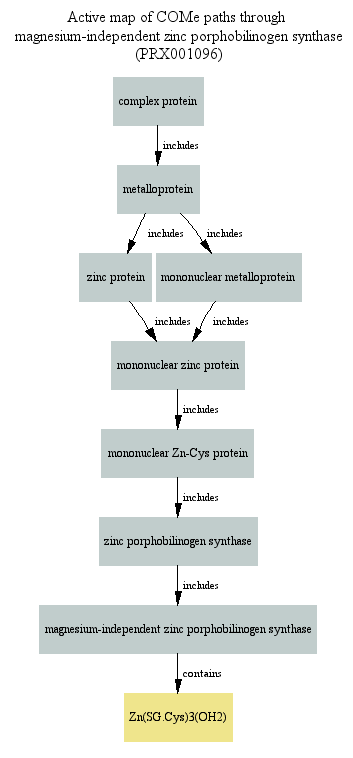 Active map of COMe paths through
magnesium-independent zinc porphobilinogen synthase
(PRX001096)
complex protein
includes
metalloprotein
includes includes
zinc protein mononuclear metalloprotein
includes includes
mononuclear zinc protein
includes
mononuclear Zn-Cys protein
includes
zinc porphobilinogen synthase
includes
magnesium-independent zinc porphobilinogen synthase
contains
Zn(SG.Cys)3(OH2)